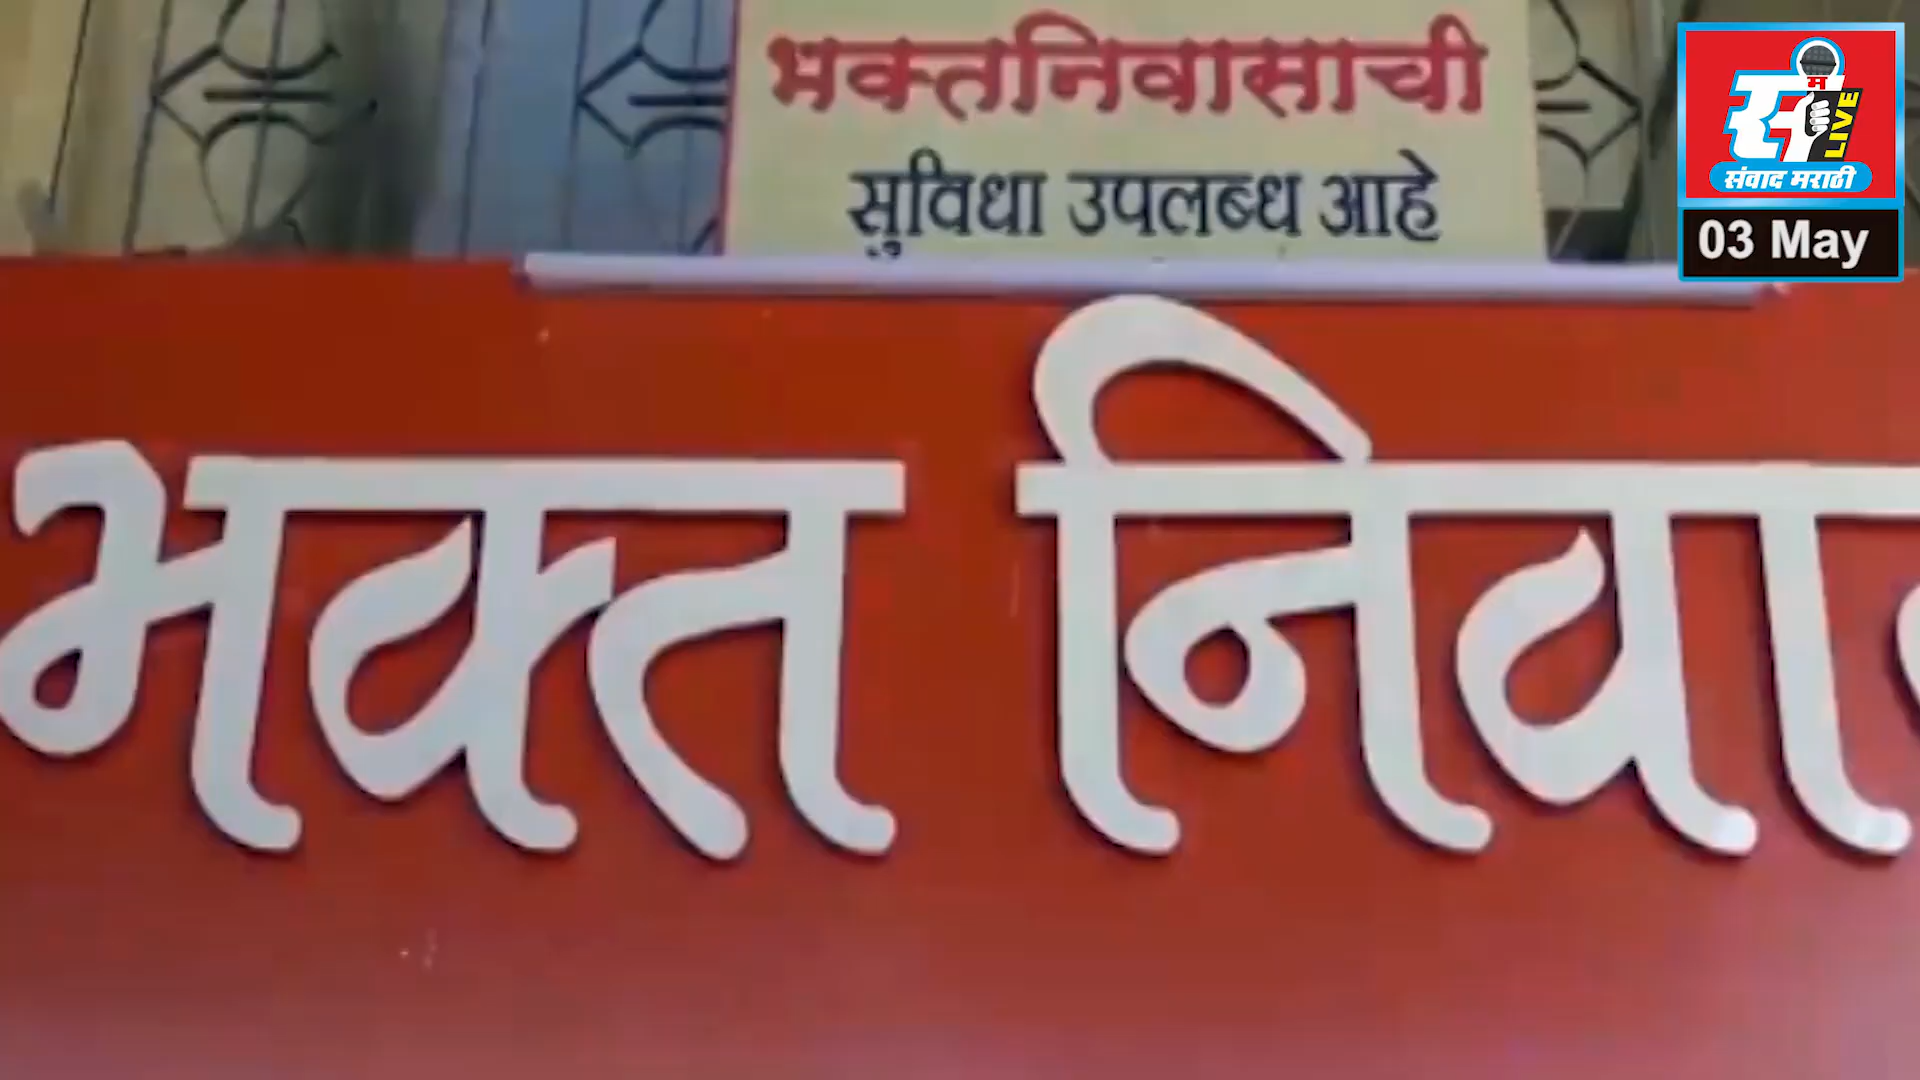 भक्तनिवासाची
सुविधा उपलब्ध आहे
म
LIVE
संवाद मराठी
03 May
भक्त निवा